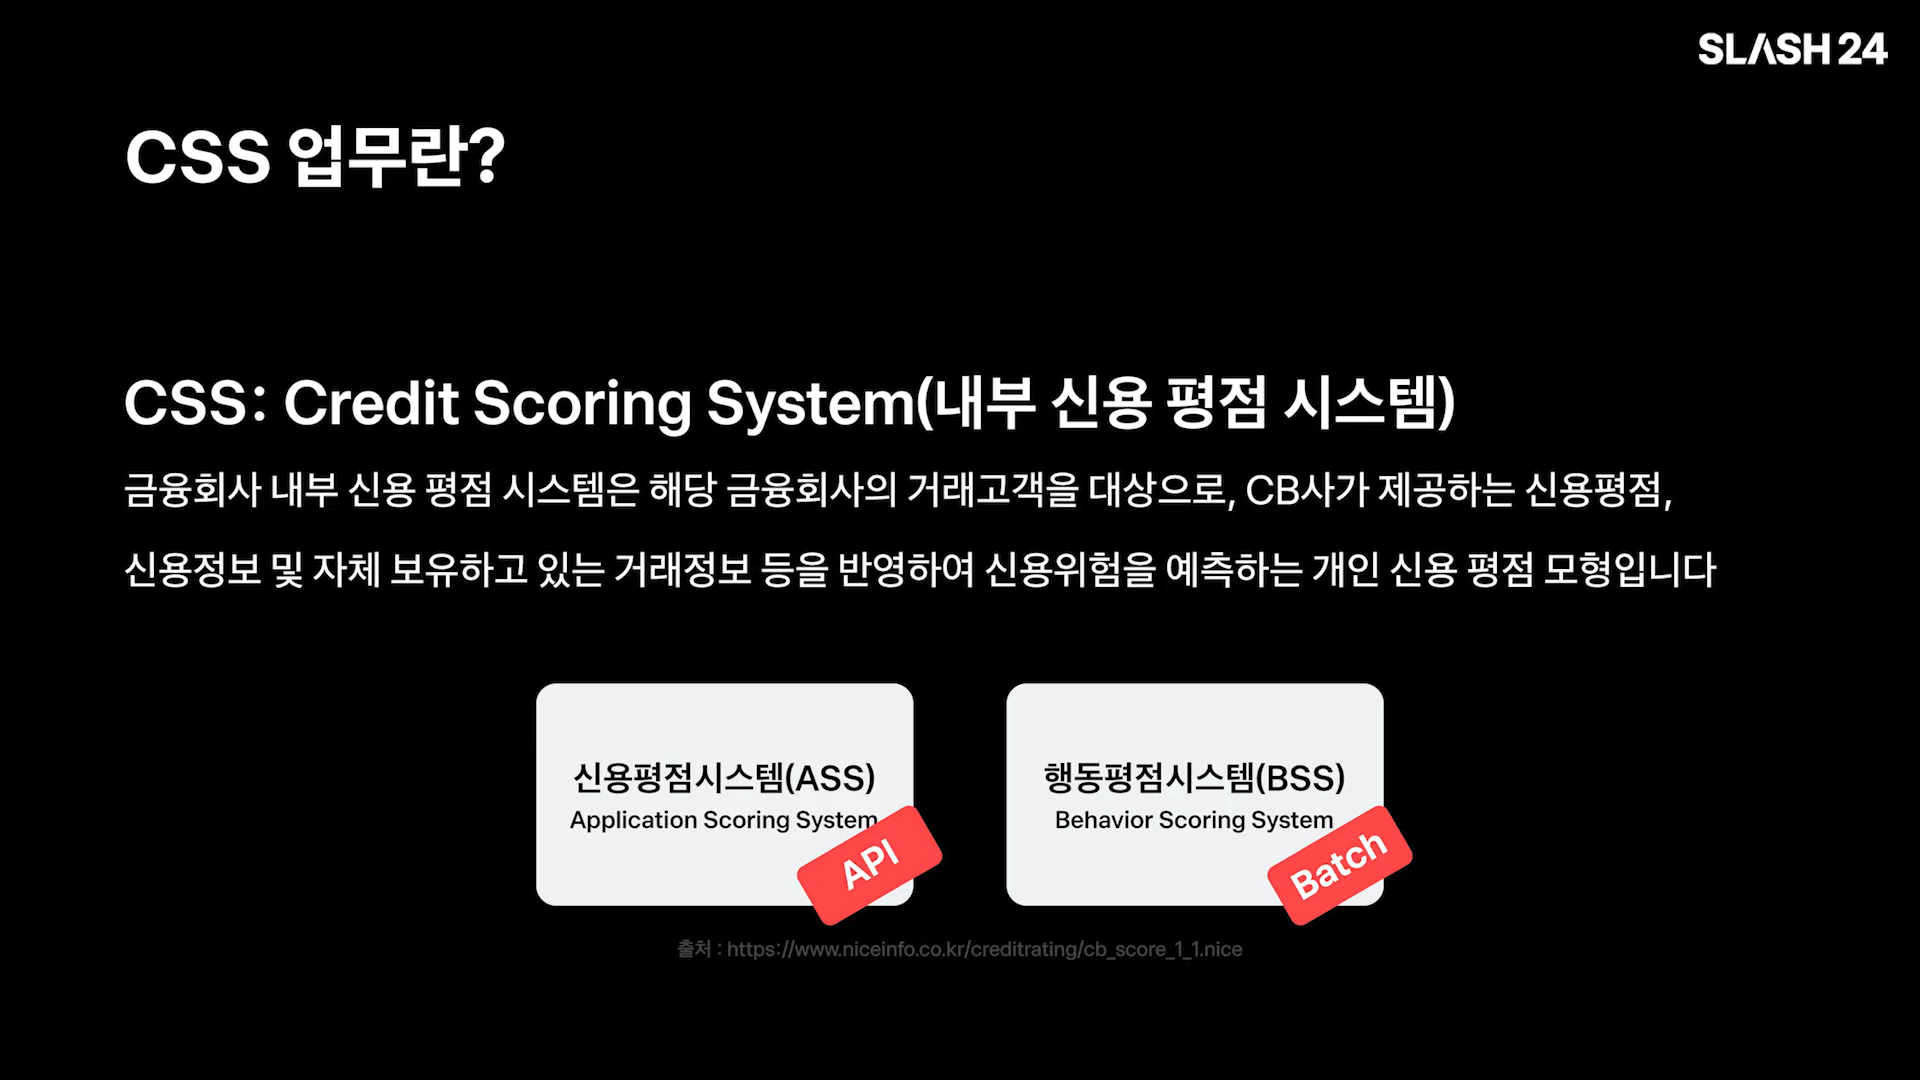 SLASH 24
CSS 업무란?
CSS: Credit Scoring System(내부 신용 평점 시스템)
금융회사 내부 신용 평점 시스템은 해당 금융회사의 거래고객을 대상으로, CB사가 제공하는 신용평점,
신용정보 및 자체 보유하고 있는 거래정보 등을 반영하여 신용위험을 예측하는 개인 신용 평점 모형입니다
신용평점시스템(ASS)
Application Scoring System
API
행동평점시스템(BSS)
Behavior Scoring System
Batch
출처 : https://www.niceinfo.co.kr/creditrating/cb_score_1_1.nice